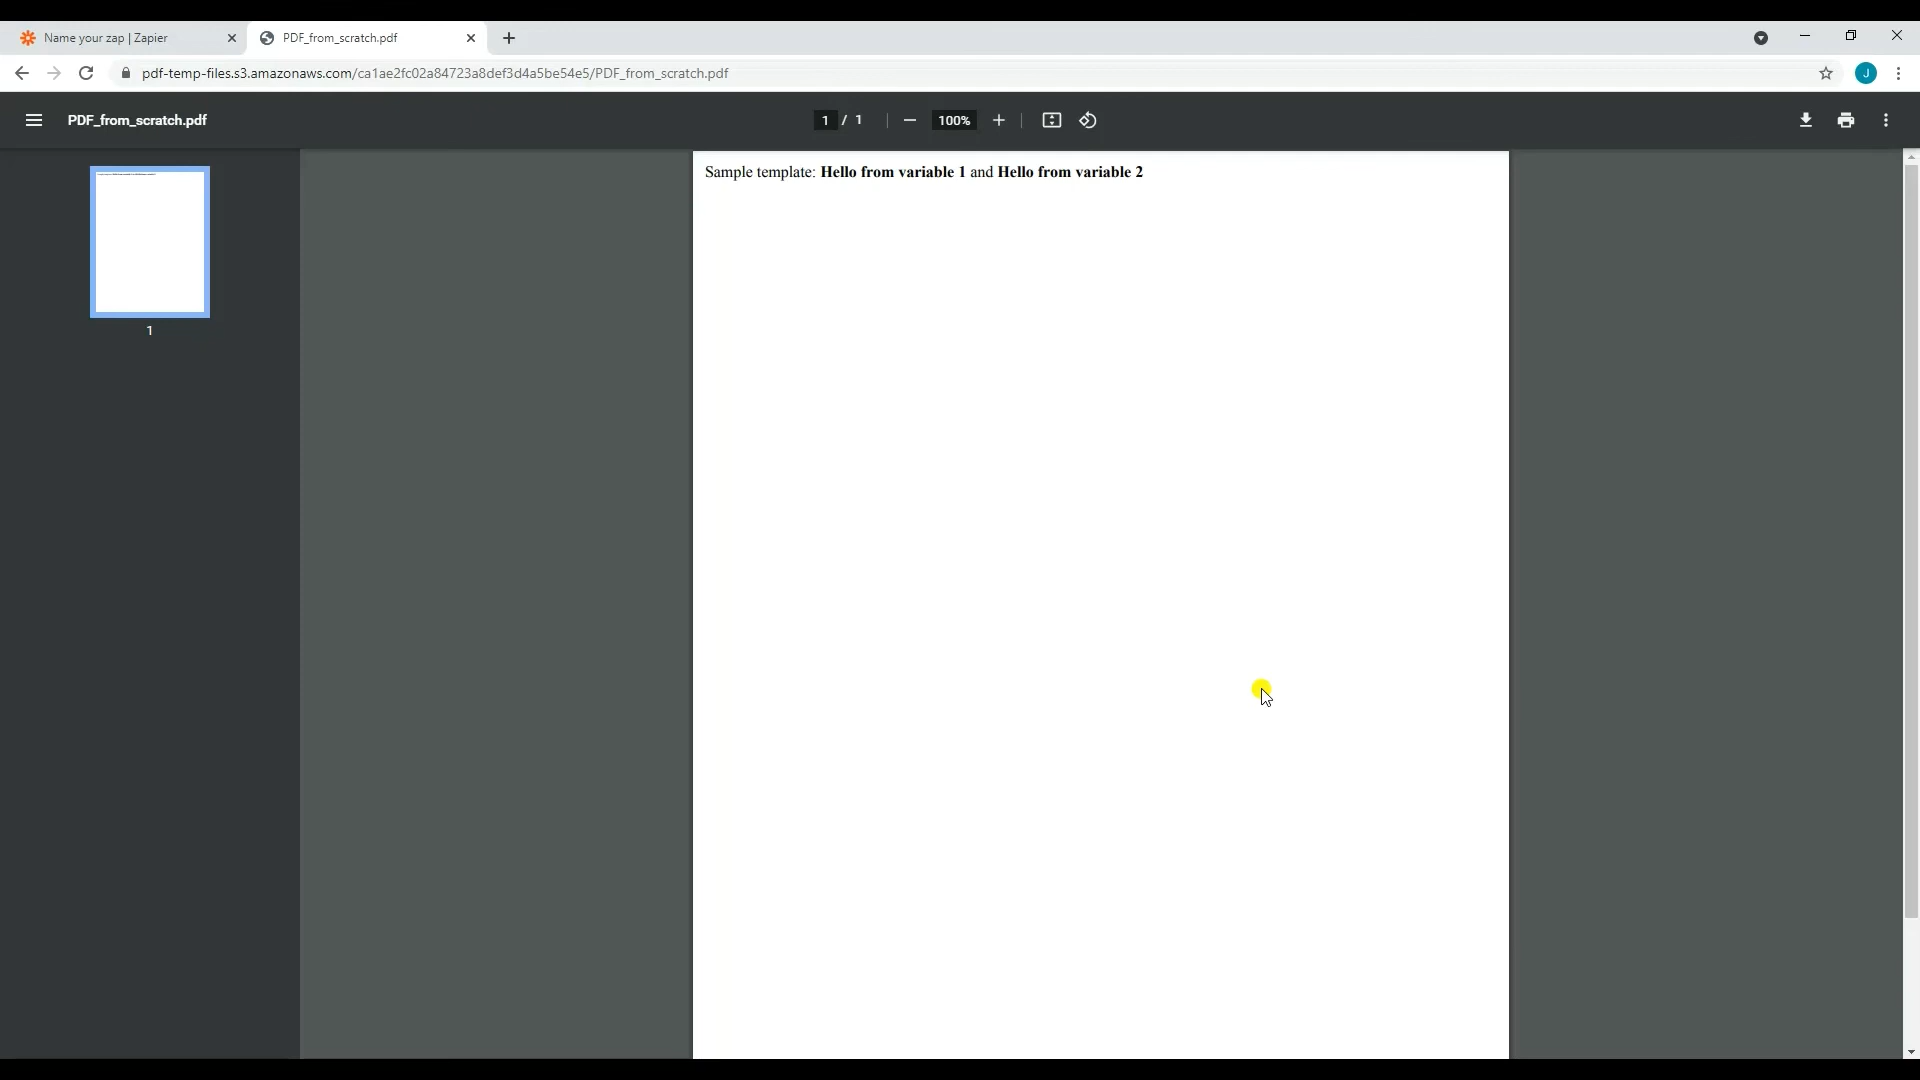 Name your zap | Zapier
PDF_from_scratch.pdf
pdf-temp-files.s3.amazonaws.com/ca1ae2fc02a84723a8def3d4a5be54e5/PDF_from_scratch.pdf
J
PDF_from_scratch.pdf
1 / 1
100%
Sample template: Hello from variable 1 and Hello from variable 2
1